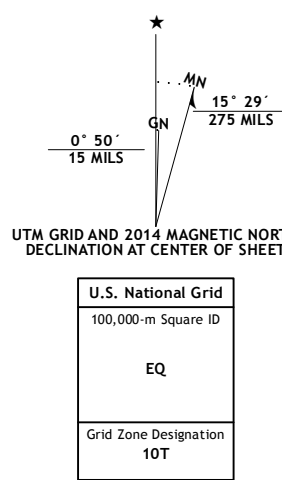 ★
MN
GN
15° 29´
275 MILS
0° 50´
15 MILS
UTM GRID AND 2014 MAGNETIC NORT
DECLINATION AT CENTER OF SHEET
U.S. National Grid
100,000-m Square ID
EQ
Grid Zone Designation
10T